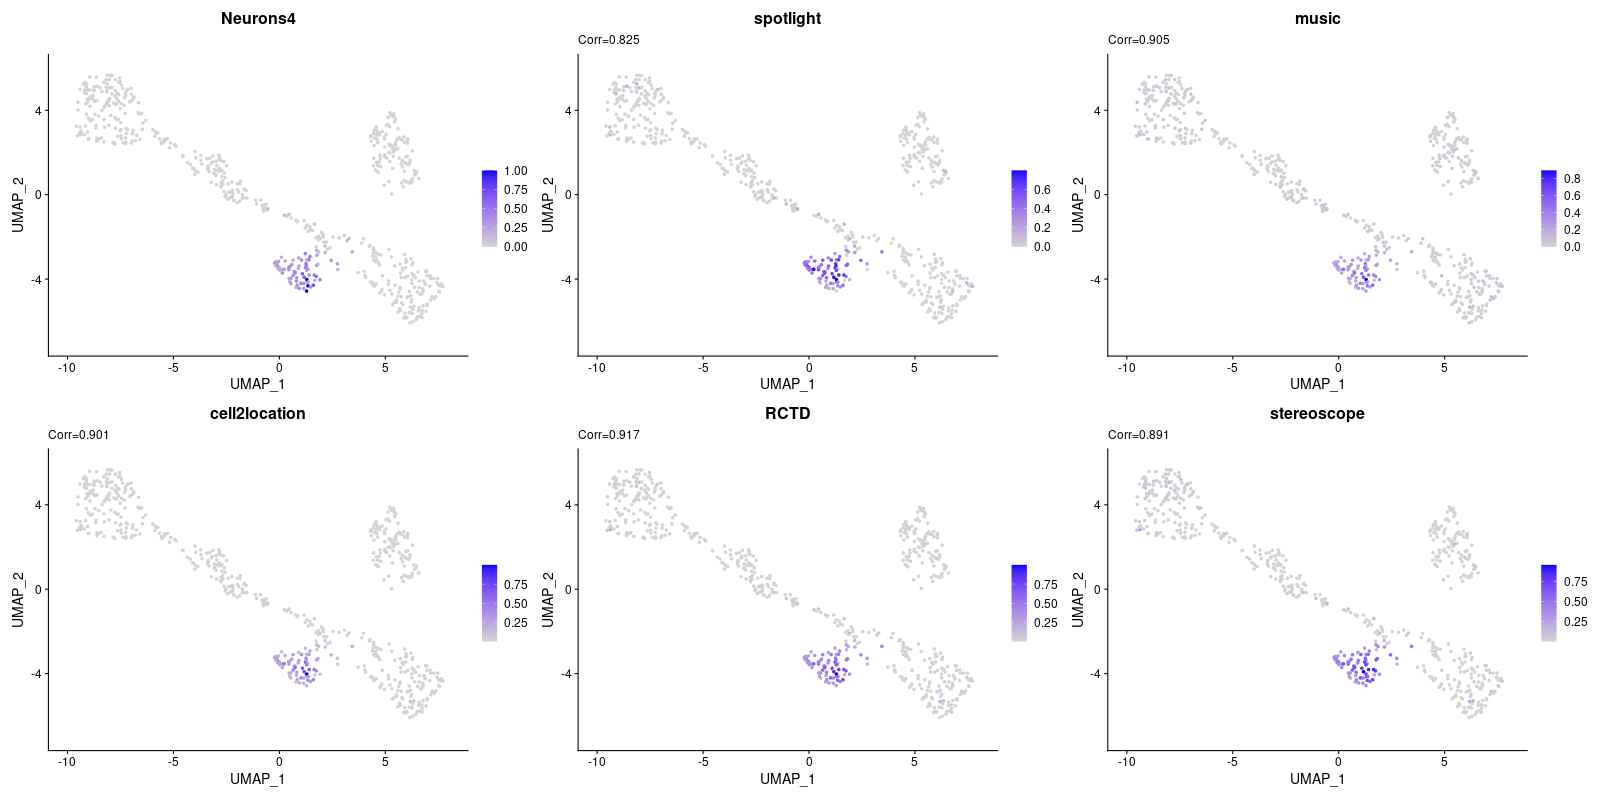 Neurons4
4
0
-4
-10
-5
0
5
UMAP_1
UMAP_2
1.00
0.75
0.50
0.25
0.00
spotlight
Corr=0.825
4
0
-4
-10
-5
0
5
UMAP_1
UMAP_2
0.6
0.4
0.2
0.0
music
Corr=0.905
4
0
-4
-10
-5
0
5
UMAP_1
UMAP_2
0.8
0.6
0.4
0.2
0.0
cell2location
Corr=0.901
4
0
-4
-10
-5
0
5
UMAP_1
UMAP_2
0.75
0.50
0.25
RCTD
Corr=0.917
4
0
-4
-10
-5
0
5
UMAP_1
UMAP_2
0.75
0.50
0.25
stereoscope
Corr=0.891
4
0
-4
-10
-5
0
5
UMAP_1
UMAP_2
0.75
0.50
0.25